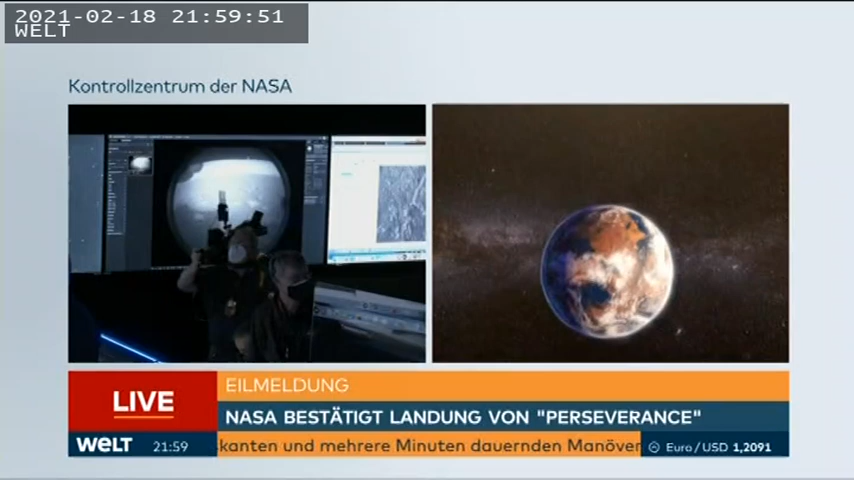 2021-02-18 21:59:51
WELT
Kontrollzentrum der NASA
LIVE
EILMELDUNG
NASA BESTÄTIGT LANDUNG VON "PERSEVERANCE"
WELT 21:59 skanten und mehrere Minuten dauernden Manöver Euro / USD 1,2091